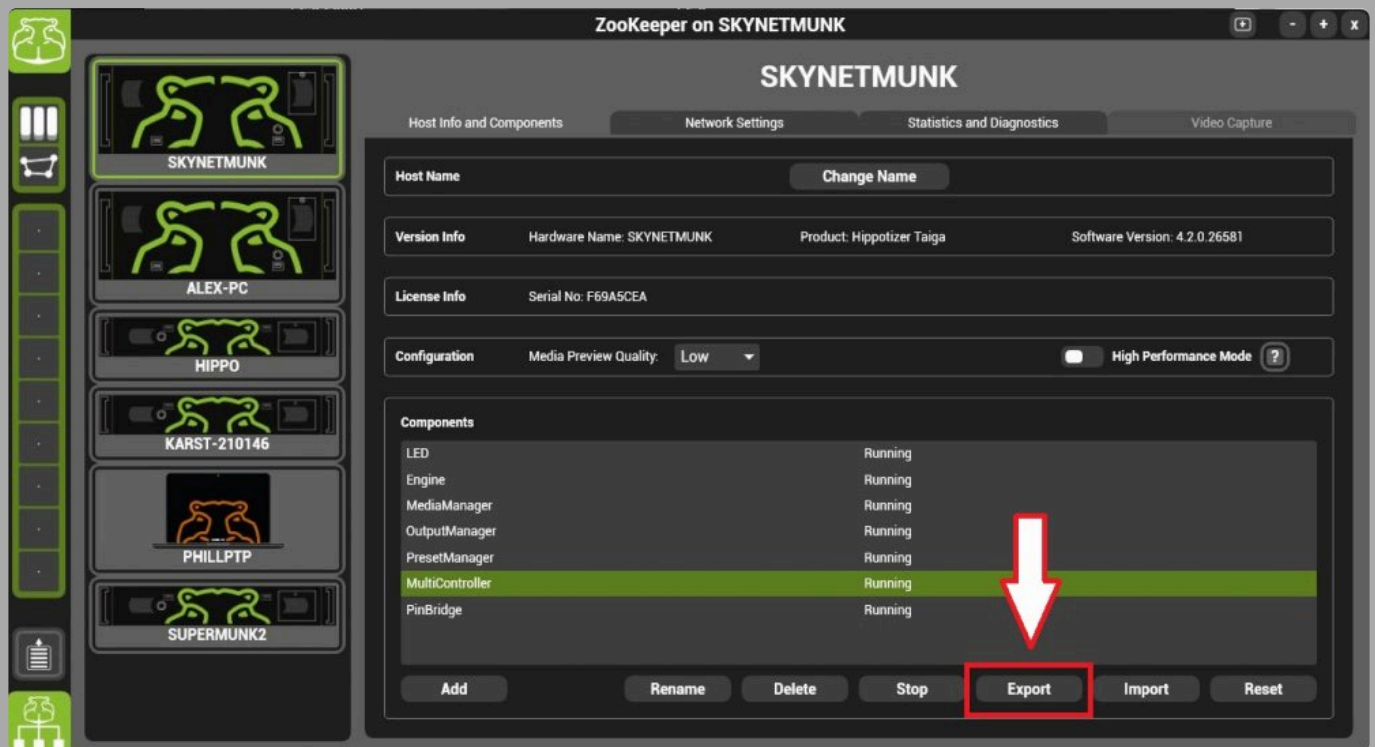 ZooKeeper on SKYNETMUNK
- + x
SKYNETMUNK
ALEX-PC
HIPPO
KARST-210146
PHILLPTP
SUPERMUNK2
SKYNETMUNK
Host Info and Components Network Settings Statistics and Diagnostics Video Capture
Host Name Change Name
Version Info Hardware Name: SKYNETMUNK Product: Hippotizer Taiga Software Version: 4.2.0.26581
License Info Serial No: F69A5CEA
Configuration Media Preview Quality: Low High Performance Mode ?
Components
LED Running
Engine Running
MediaManager Running
OutputManager Running
PresetManager Running
MultiController Running
PinBridge Running
Add Rename Delete Stop Export Import Reset